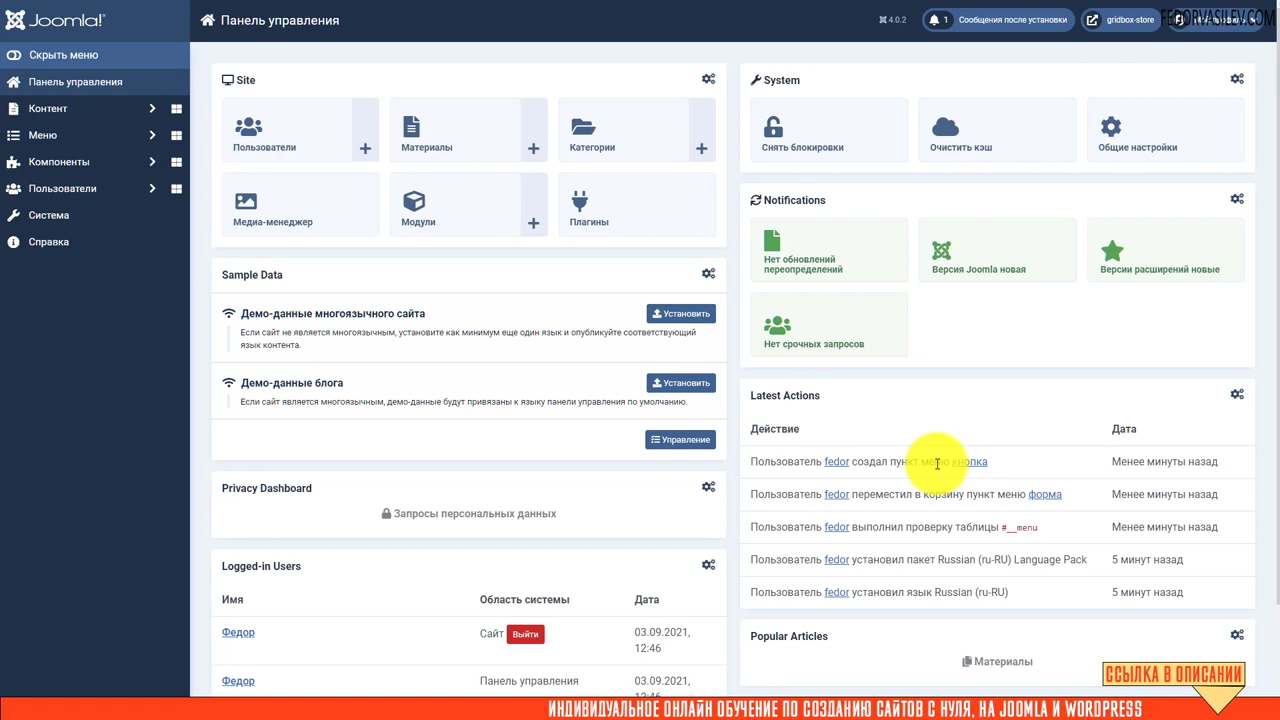 Joomla!
Панель управления
4.0.2
1 Сообщения после установки
gridbox-store
FEDORVASILEV.COM
Скрыть меню
Панель управления
Контент
Меню
Компоненты
Пользователи
Система
Справка
Site
Пользователи
Материалы
Категории
Медиа-менеджер
Модули
Плагины
Sample Data
Демо-данные многоязычного сайта
Установить
Если сайт не является многоязычным, установите как минимум еще один язык и опубликуйте соответствующий
язык контента.
Демо-данные блога
Установить
Если сайт является многоязычным, демо-данные будут привязаны к языку панели управления по умолчанию.
Управление
Privacy Dashboard
Запросы персональных данных
Logged-in Users
Имя Область системы Дата
Федор Сайт Выйти 03.09.2021,
12:46
Федор Панель управления 03.09.2021,
12:46
System
Снять блокировки
Очистить кэш
Общие настройки
Notifications
Нет обновлений
переопределений
Версия Joomla новая
Версии расширений новые
Нет срочных запросов
Latest Actions
Действие Дата
Пользователь fedor создал пункт меню кнопка Менее минуты назад
Пользователь fedor переместил в корзину пункт меню форма Менее минуты назад
Пользователь fedor выполнил проверку таблицы #__menu Менее минуты назад
Пользователь fedor установил пакет Russian (ru-RU) Language Pack 5 минут назад
Пользователь fedor установил язык Russian (ru-RU) 5 минут назад
Popular Articles
Материалы
ССЫЛКА В ОПИСАНИИ
ИНДИВИДУАЛЬНОЕ ОНЛАЙН ОБУЧЕНИЕ ПО СОЗДАНИЮ САЙТОВ С НУЛЯ, НА JOOMLA И WORDPRESS